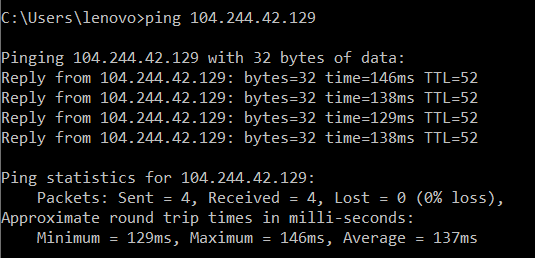 C:\Users\lenovo>ping 104.244.42.129
Pinging 104.244.42.129 with 32 bytes of data:
Reply from 104.244.42.129: bytes=32 time=146ms TTL=52
Reply from 104.244.42.129: bytes=32 time=138ms TTL=52
Reply from 104.244.42.129: bytes=32 time=129ms TTL=52
Reply from 104.244.42.129: bytes=32 time=138ms TTL=52
Ping statistics for 104.244.42.129:
    Packets: Sent = 4, Received = 4, Lost = 0 (0% loss),
Approximate round trip times in milli-seconds:
    Minimum = 129ms, Maximum = 146ms, Average = 137ms